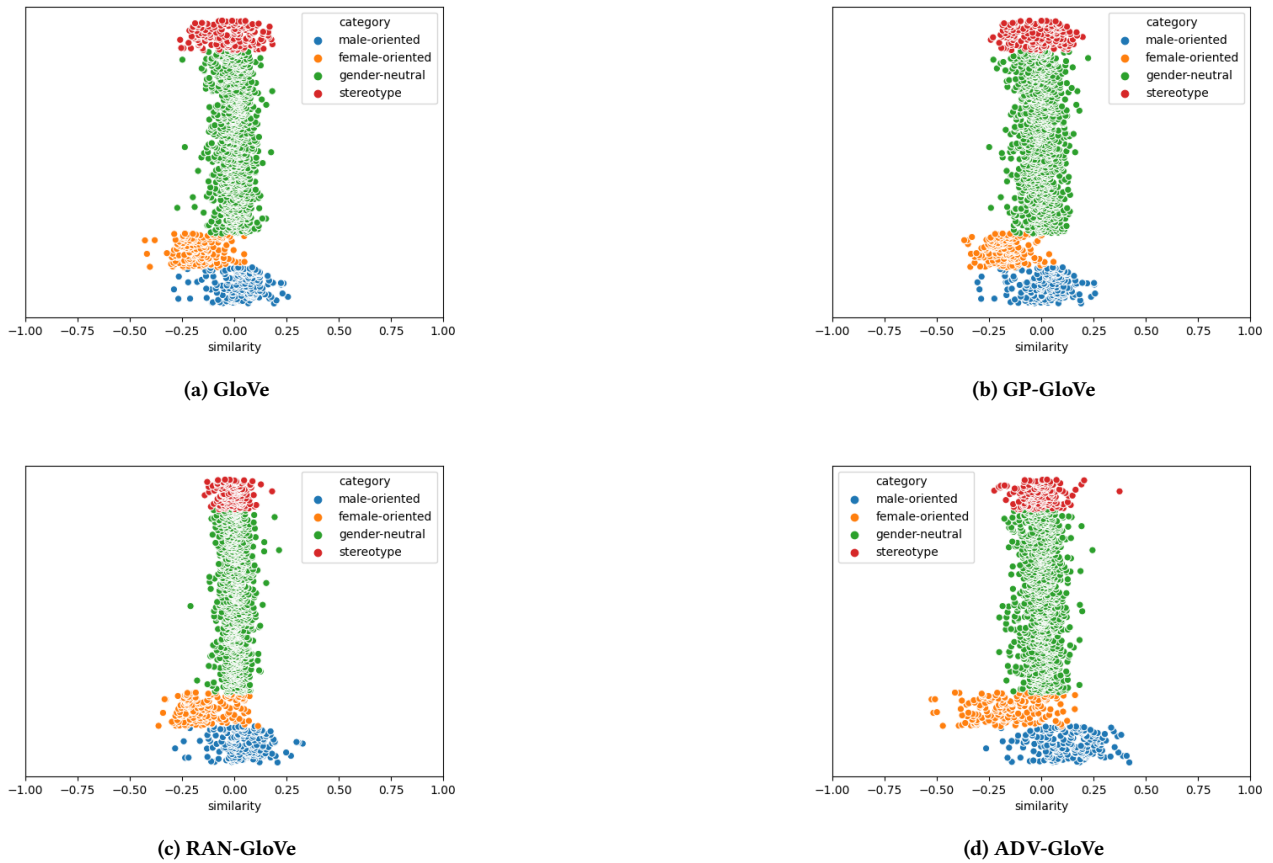 category
male-oriented
female-oriented
gender-neutral
stereotype
−1.00 −0.75 −0.50 −0.25 0.00 0.25 0.50 0.75 1.00
similarity
(a) GloVe
category
male-oriented
female-oriented
gender-neutral
stereotype
−1.00 −0.75 −0.50 −0.25 0.00 0.25 0.50 0.75 1.00
similarity
(b) GP-GloVe
category
male-oriented
female-oriented
gender-neutral
stereotype
−1.00 −0.75 −0.50 −0.25 0.00 0.25 0.50 0.75 1.00
similarity
(c) RAN-GloVe
category
male-oriented
female-oriented
gender-neutral
stereotype
−1.00 −0.75 −0.50 −0.25 0.00 0.25 0.50 0.75 1.00
similarity
(d) ADV-GloVe